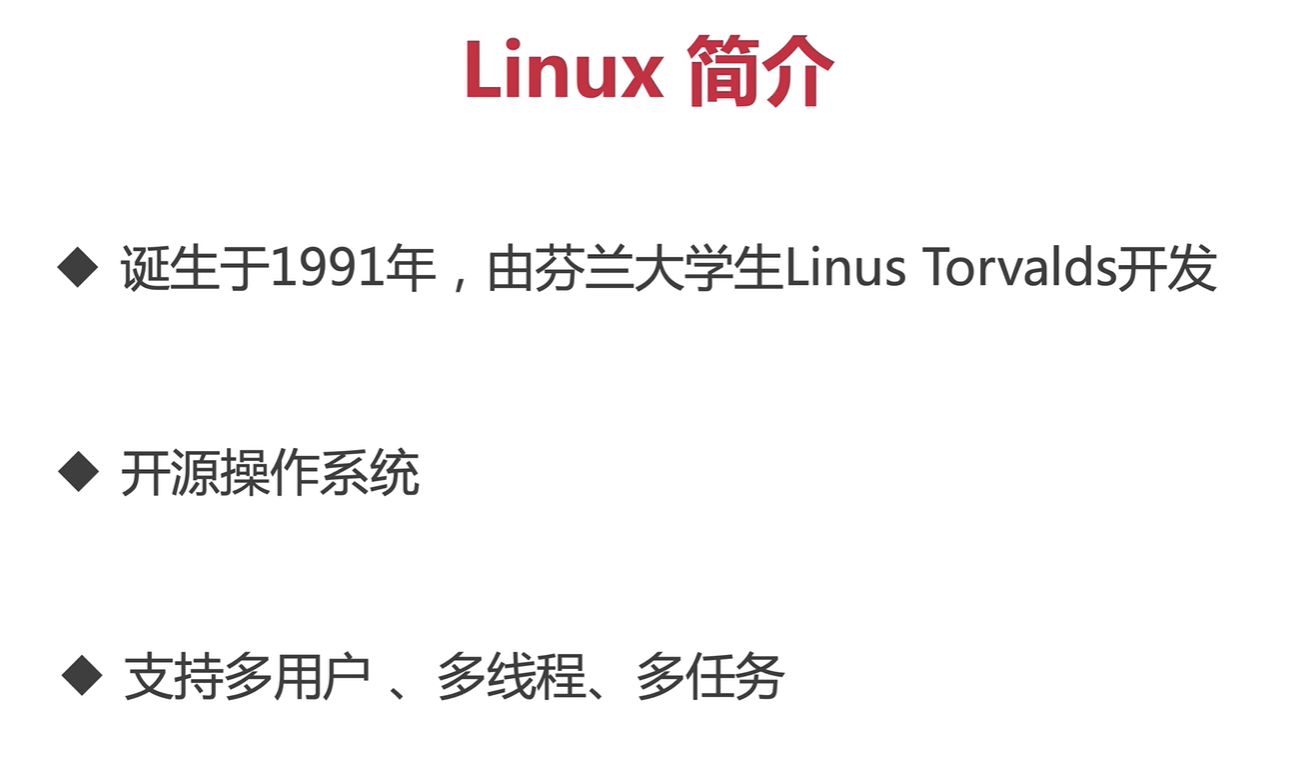 Linux 简介
◆ 诞生于1991年，由芬兰大学生Linus Torvalds开发
◆ 开源操作系统
◆ 支持多用户 、多线程、多任务